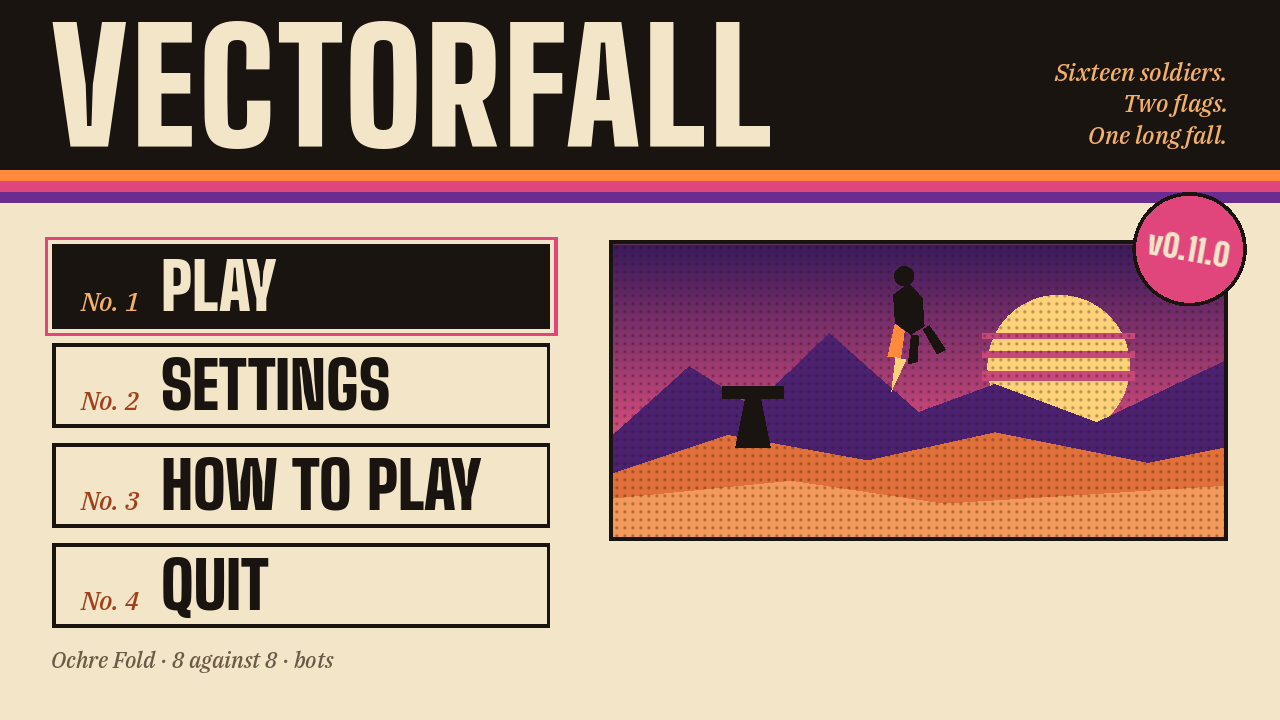 VECTORFALL
Sixteen soldiers.
Two flags.
One long fall.
v0.11.0
No. 1 PLAY
No. 2 SETTINGS
No. 3 HOW TO PLAY
No. 4 QUIT
Ochre Fold · 8 against 8 · bots